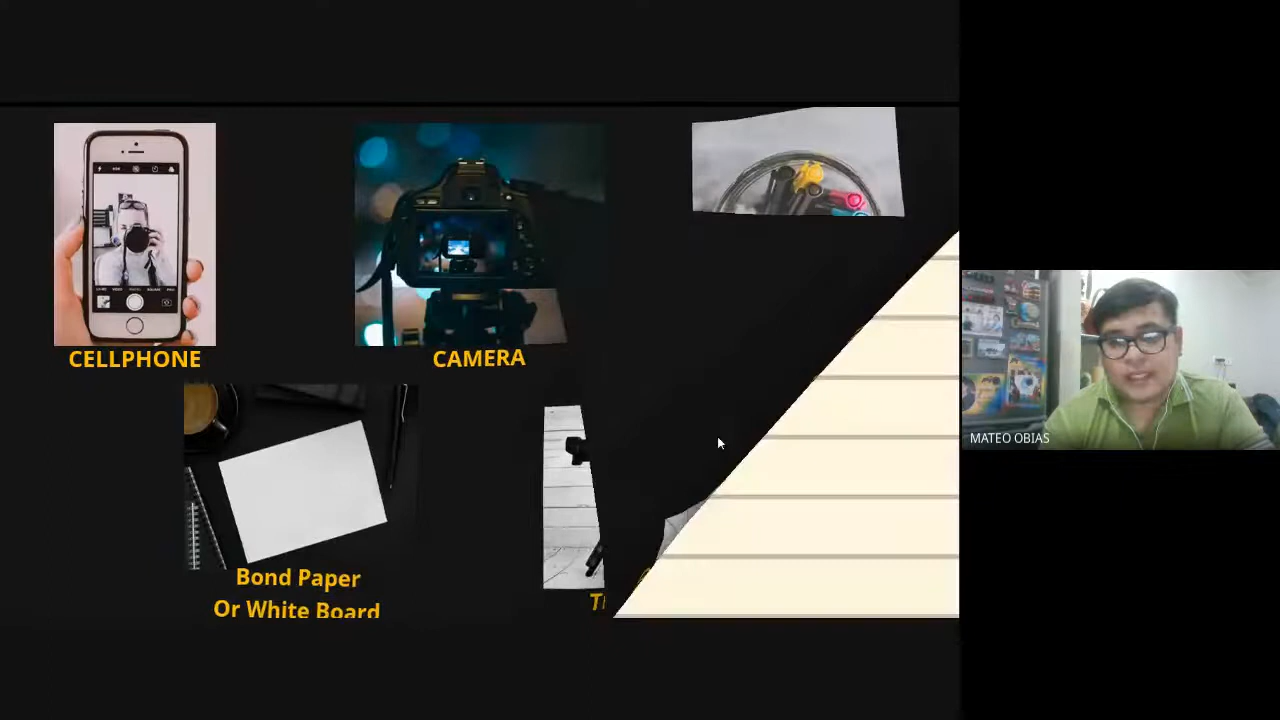 CELLPHONE
CAMERA
Bond Paper
Or White Board
MATEO OBIAS